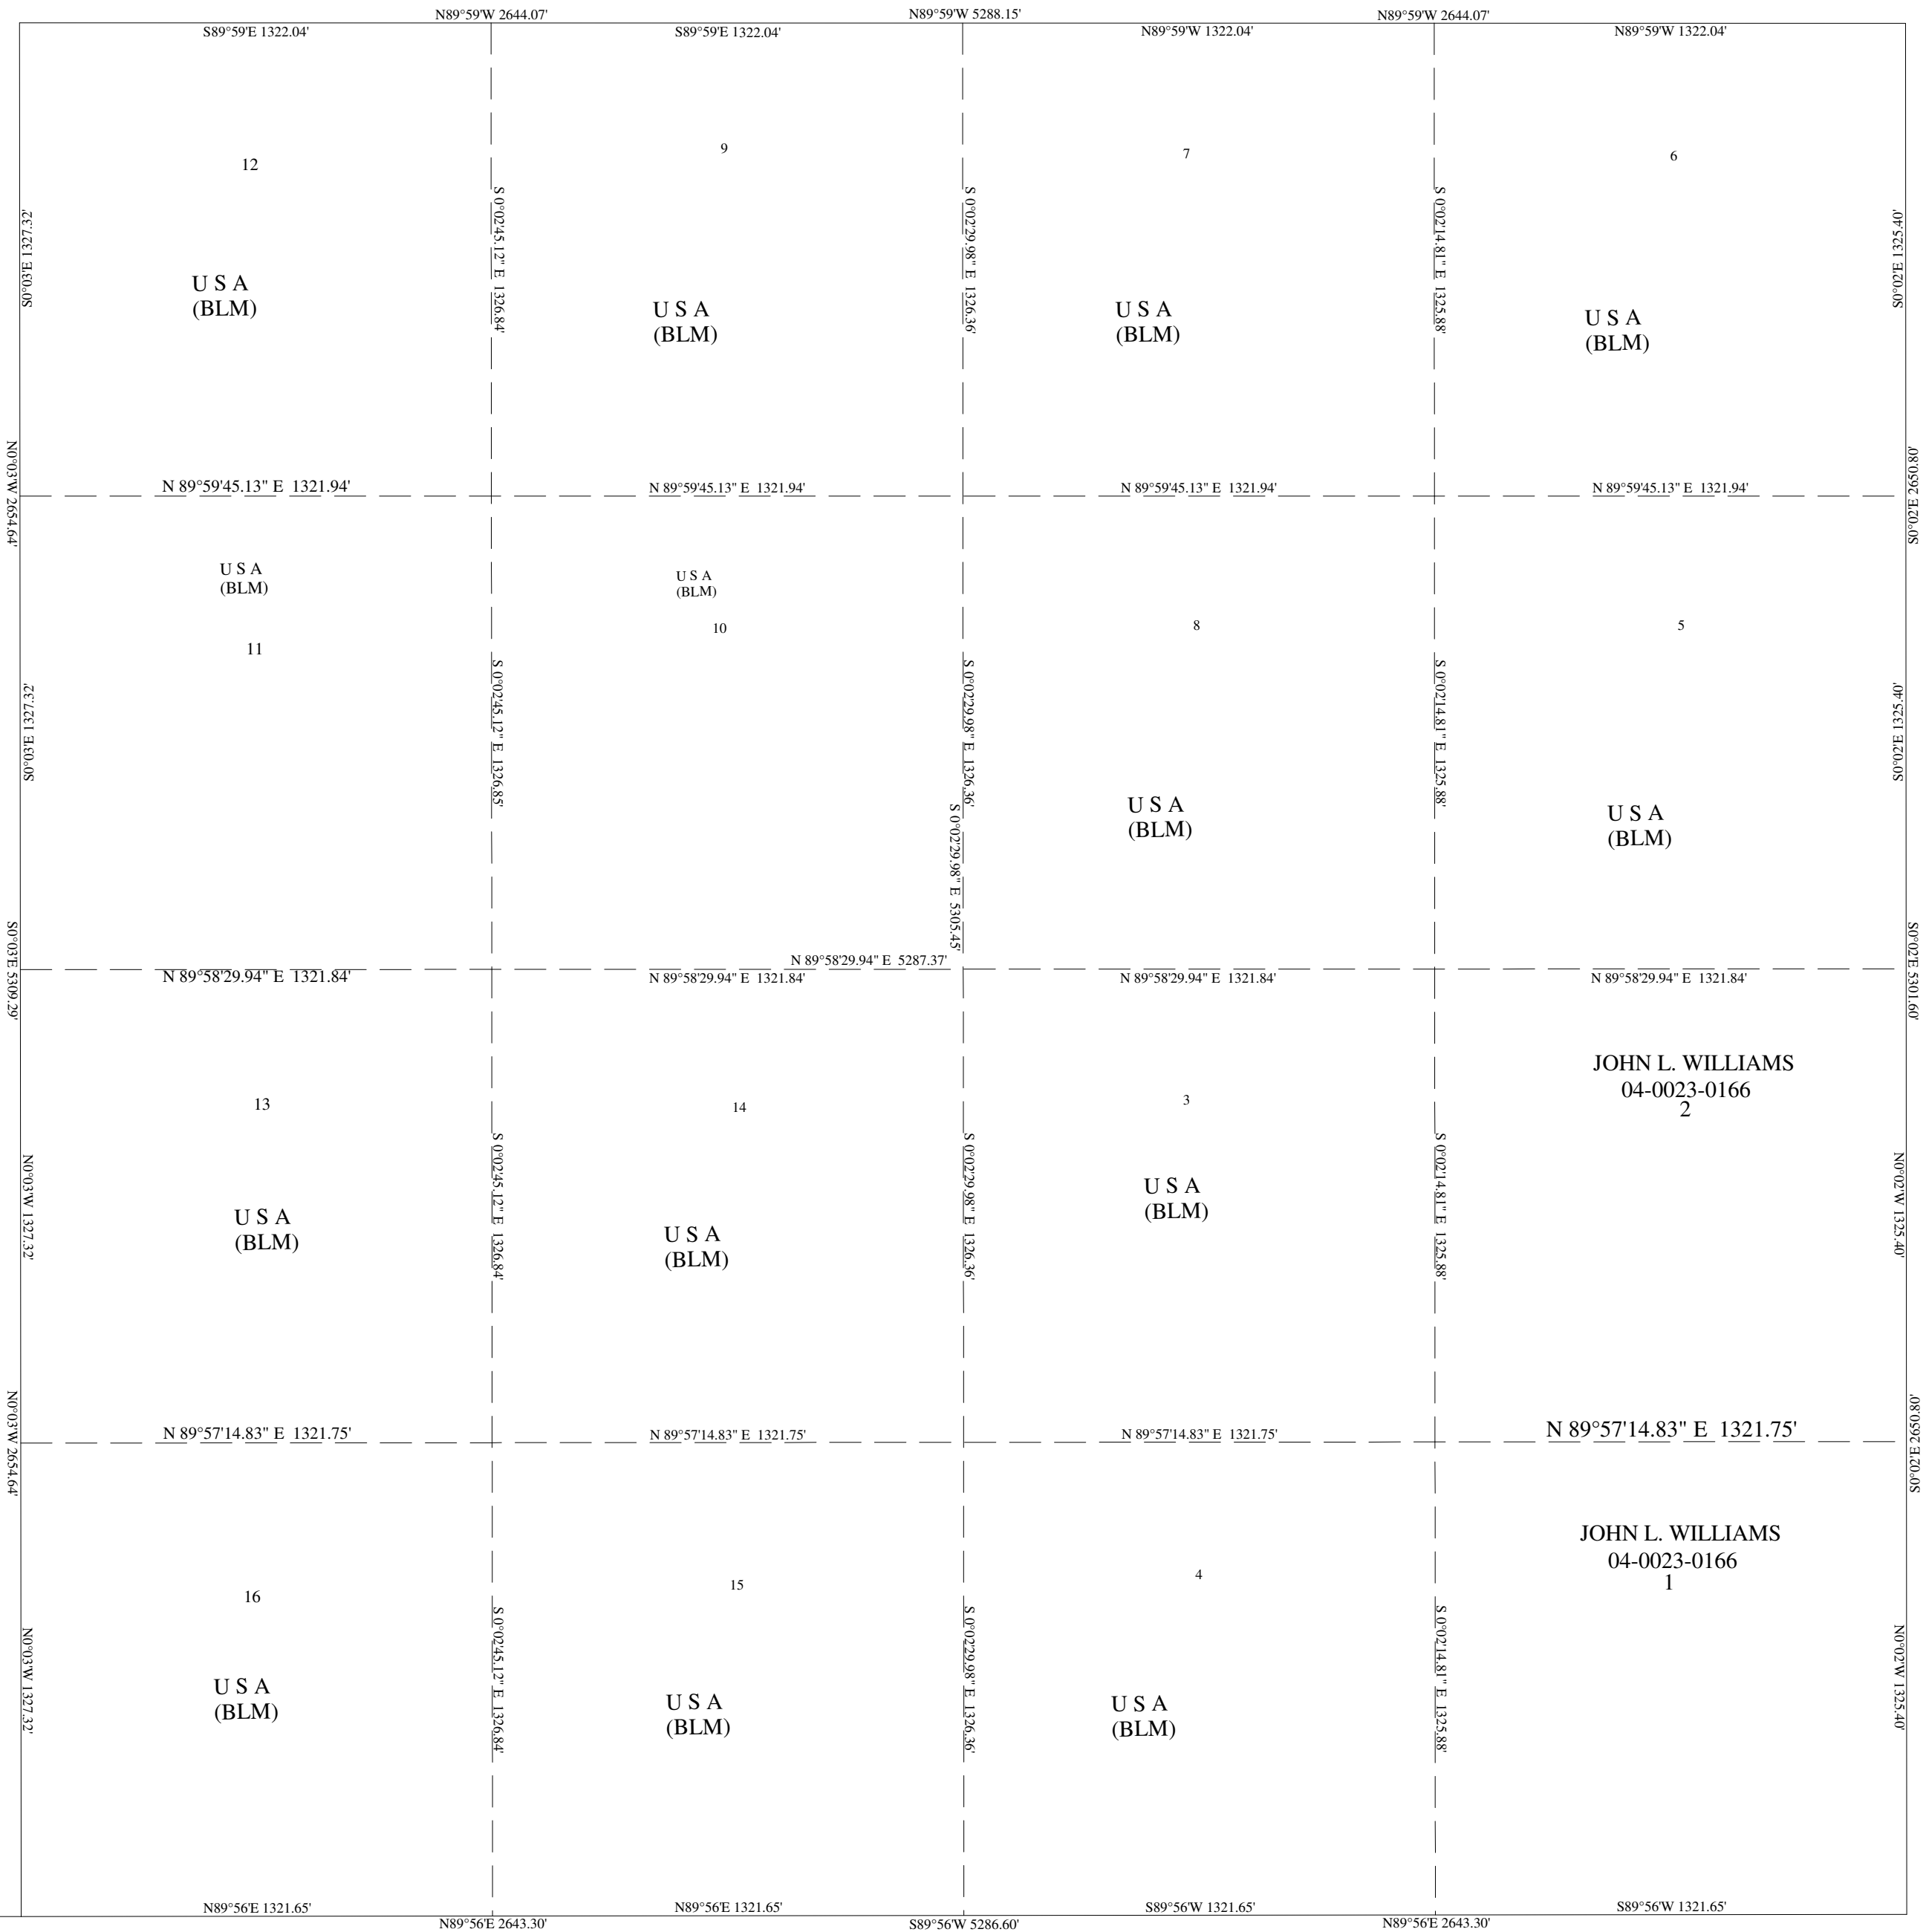 N89°59'W 2644.07'
N89°59'W 5288.15'
N89°59'W 2644.07'
S89°59'E 1322.04'
S89°59'E 1322.04'
N89°59'W 1322.04'
N89°59'W 1322.04'
12
9
7
6
S0°03'E 1327.32'
S 0°02'45.12" E 1326.84'
S 0°02'29.98" E 1326.36'
S 0°02'14.81" E 1325.88'
S0°02'E 1325.40'
U S A
(BLM)
U S A
(BLM)
U S A
(BLM)
U S A
(BLM)
N0°03'W 2654.64'
N 89°59'45.13" E 1321.94'
N 89°59'45.13" E 1321.94'
N 89°59'45.13" E 1321.94'
N 89°59'45.13" E 1321.94'
S0°02'E 2650.80'
U S A
(BLM)
U S A
(BLM)
11
10
8
5
S0°03'E 1327.32'
S 0°02'45.12" E 1326.85'
S 0°02'29.98" E 1326.36'
S 0°02'14.81" E 1325.88'
S0°02'E 1325.40'
U S A
(BLM)
U S A
(BLM)
S 0°02'29.98" E 5305.45'
S0°03'E 5309.29'
N 89°58'29.94" E 5287.37'
N 89°58'29.94" E 1321.84'
N 89°58'29.94" E 1321.84'
N 89°58'29.94" E 1321.84'
N 89°58'29.94" E 1321.84'
S0°02'E 5301.60'
JOHN L. WILLIAMS
04-0023-0166
2
13
14
3
N0°03'W 1327.32'
S 0°02'45.12" E 1326.84'
S 0°02'29.98" E 1326.36'
S 0°02'14.81" E 1325.88'
N0°02'W 1325.40'
U S A
(BLM)
U S A
(BLM)
U S A
(BLM)
N0°03'W 2654.64'
N 89°57'14.83" E 1321.75'
N 89°57'14.83" E 1321.75'
N 89°57'14.83" E 1321.75'
N 89°57'14.83" E 1321.75'
S0°02'E 2650.80'
JOHN L. WILLIAMS
04-0023-0166
1
16
15
4
N0°03'W 1327.32'
S 0°02'45.12" E 1326.84'
S 0°02'29.98" E 1326.36'
S 0°02'14.81" E 1325.88'
N0°02'W 1325.40'
U S A
(BLM)
U S A
(BLM)
U S A
(BLM)
N89°56'E 1321.65'
N89°56'E 1321.65'
S89°56'W 1321.65'
S89°56'W 1321.65'
N89°56'E 2643.30'
S89°56'W 5286.60'
N89°56'E 2643.30'